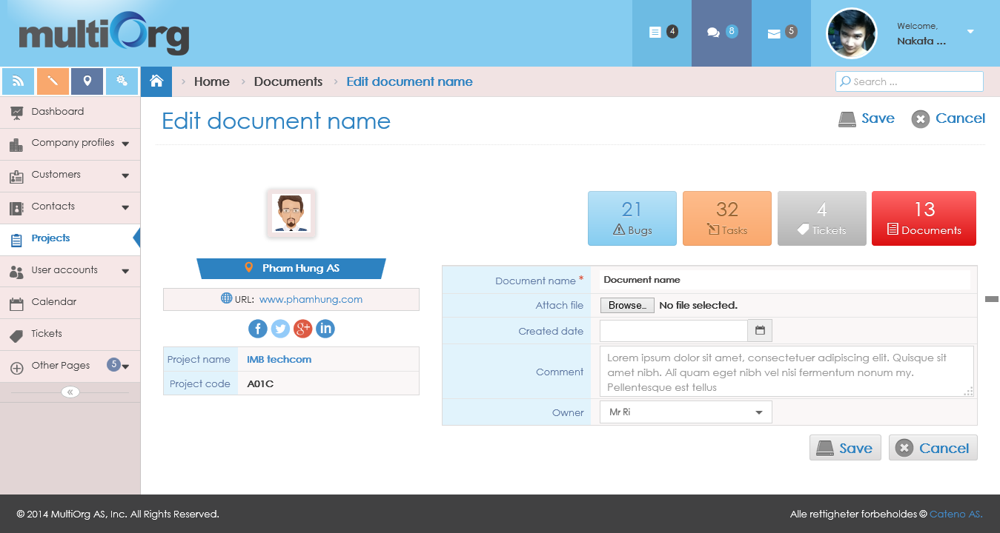 multiOrg
4
8
5
Welcome,
Nakata ...
Home
Documents
Edit document name
Search ...
Dashboard
Company profiles
Customers
Contacts
Projects
User accounts
Calendar
Tickets
Other Pages
5
Edit document name
Save
Cancel
Pham Hung AS
URL: www.phamhung.com
f
g+
in
Project name
IMB techcom
Project code
A01C
21
Bugs
32
Tasks
4
Tickets
13
Documents
Document name *
Document name
Attach file
Browse..
No file selected.
Created date
Comment
Lorem ipsum dolor sit amet, consectetuer adipiscing elit. Quisque sit
amet nibh. Ali quam eget nibh vel nisi fermentum nonum my.
Pellentesque est tellus
Owner
Mr Ri
Save
Cancel
© 2014 MultiOrg AS, Inc. All Rights Reserved.
Alle rettigheter forbeholdes © Cateno AS.